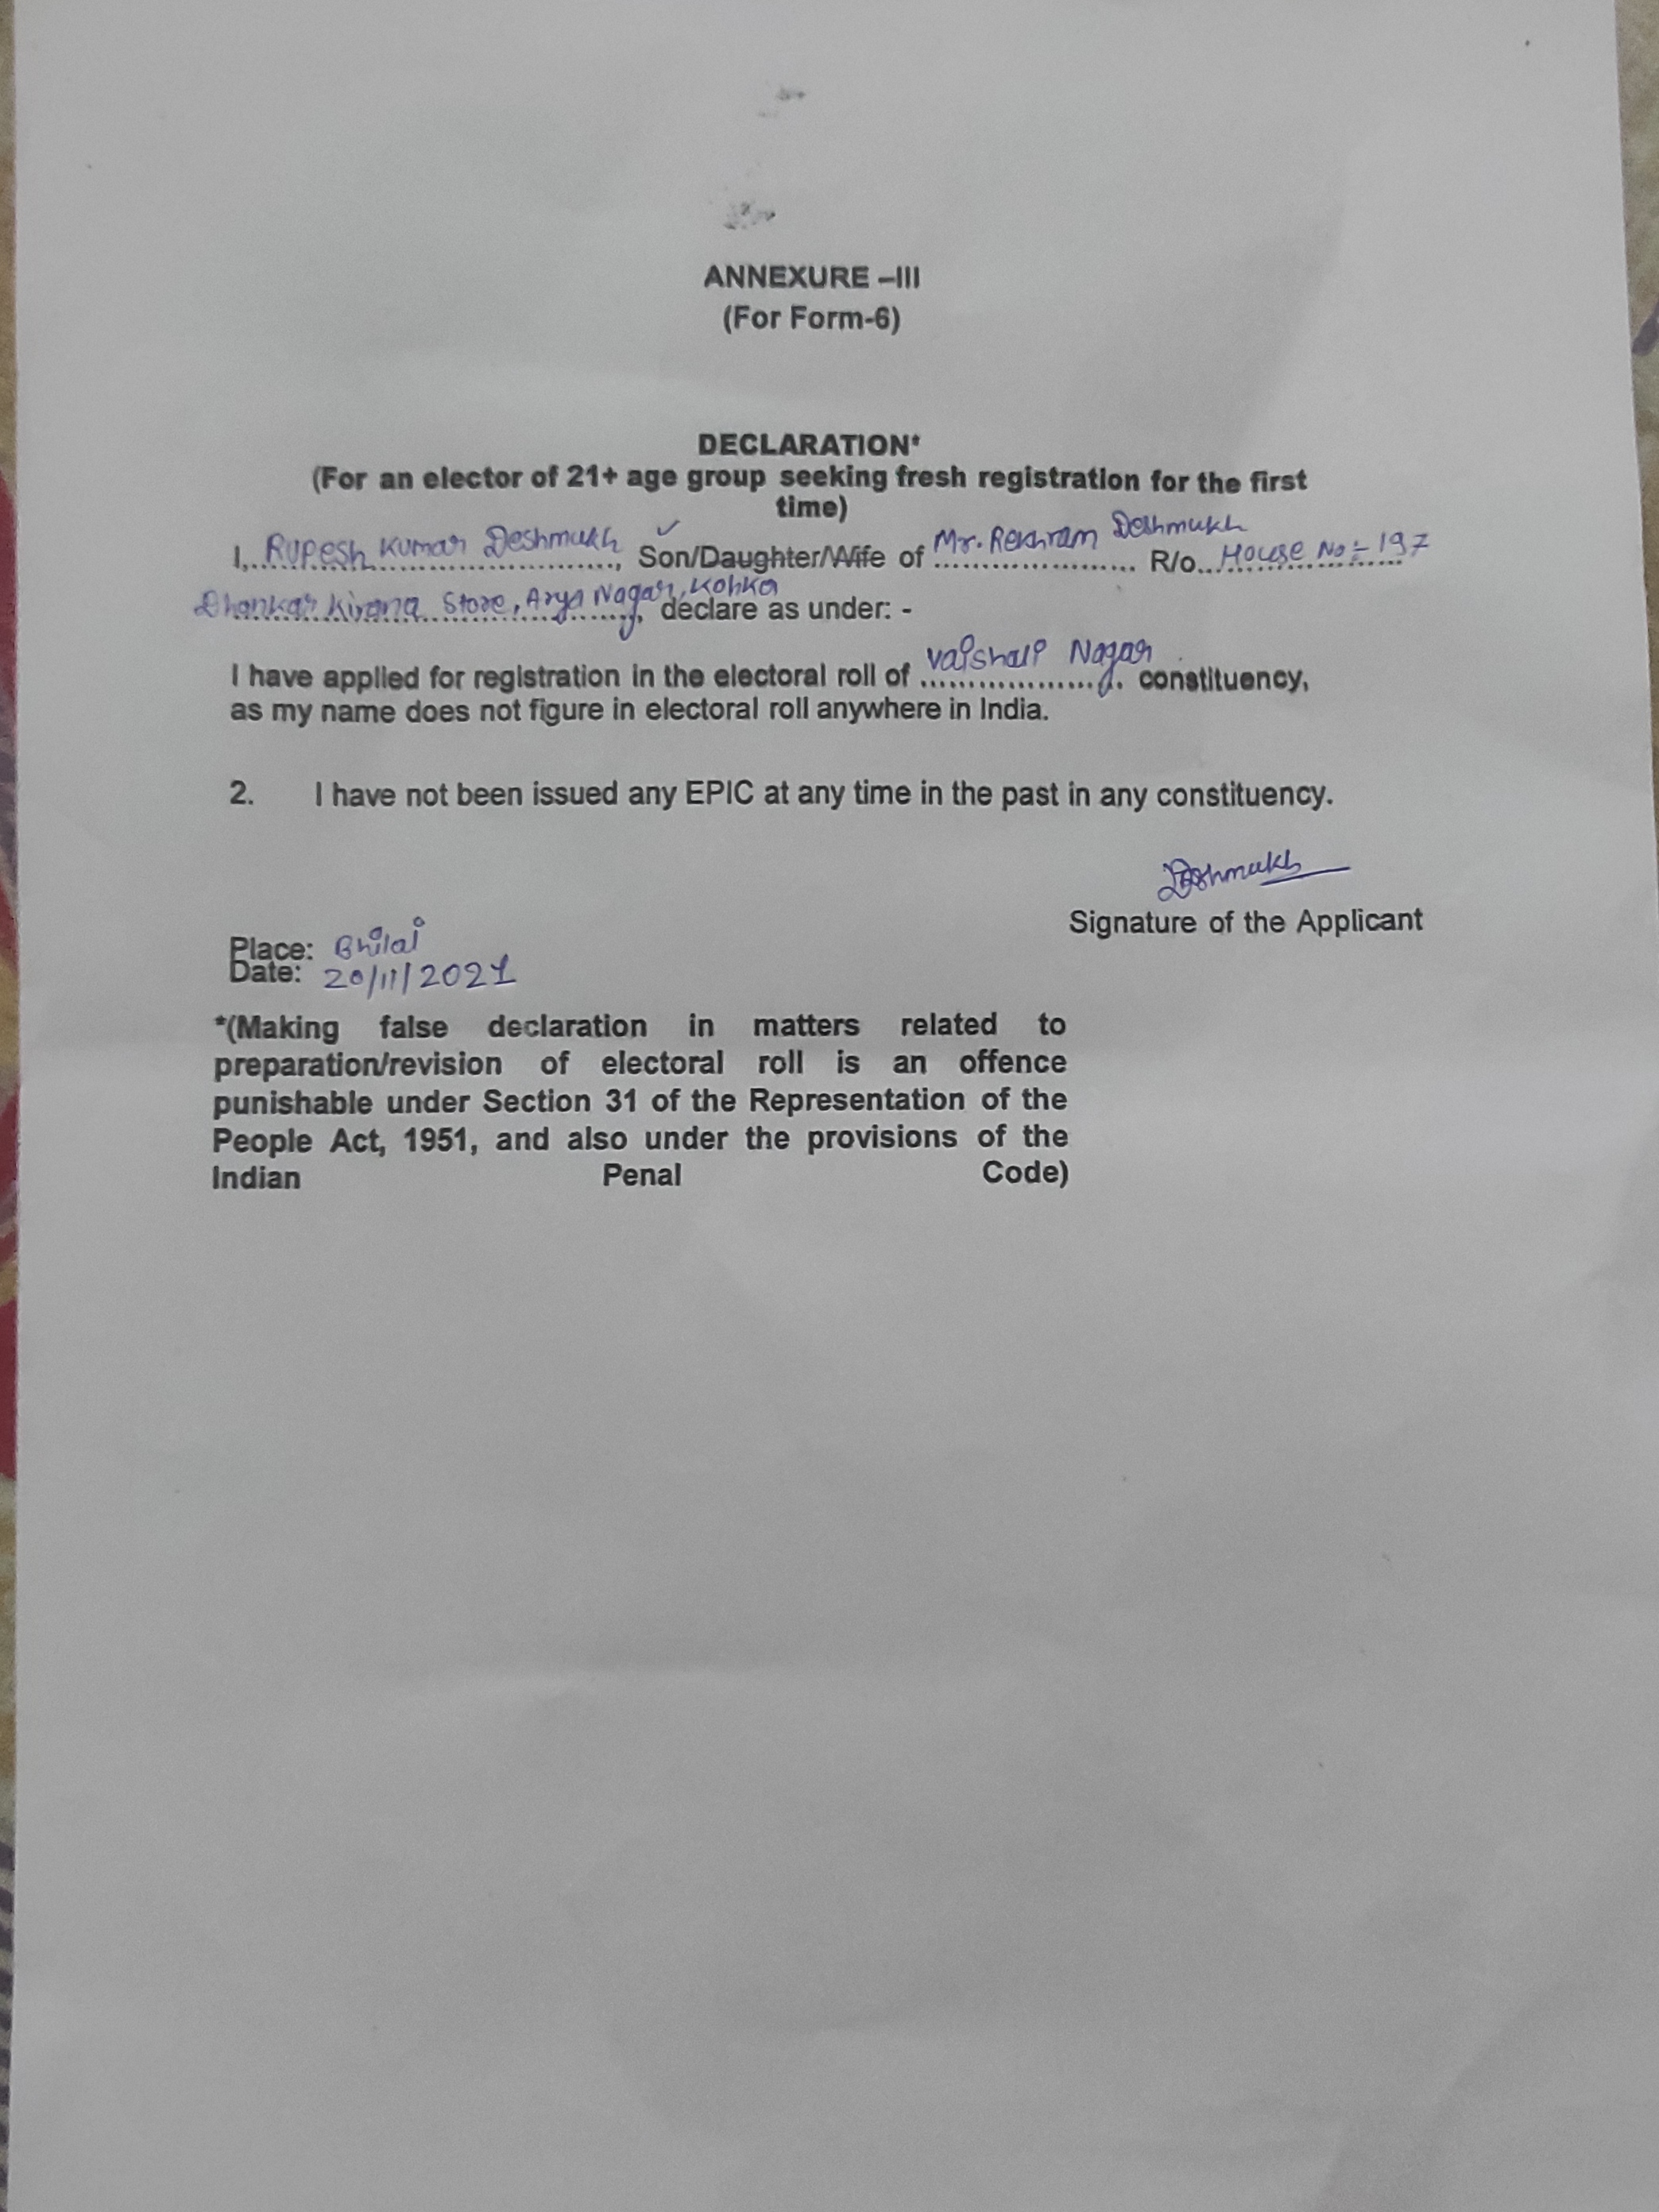 ANNEXURE –III
(For Form-6)
DECLARATION*
(For an elector of 21+ age group seeking fresh registration for the first
time)
I, Rupesh Kumar Deshmukh, Son/Daughter/Wife of Mr. Rekhram Deshmukh R/o House No:- 197
Dhankar Kirana Store, Arya Nagar, Kohka, declare as under: -
I have applied for registration in the electoral roll of Vaishali Nagar constituency,
as my name does not figure in electoral roll anywhere in India.
2. I have not been issued any EPIC at any time in the past in any constituency.
Deshmukh
Signature of the Applicant
Place: Bhilai
Date: 20/11/2021
*(Making false declaration in matters related to
preparation/revision of electoral roll is an offence
punishable under Section 31 of the Representation of the
People Act, 1951, and also under the provisions of the
Indian Penal Code)